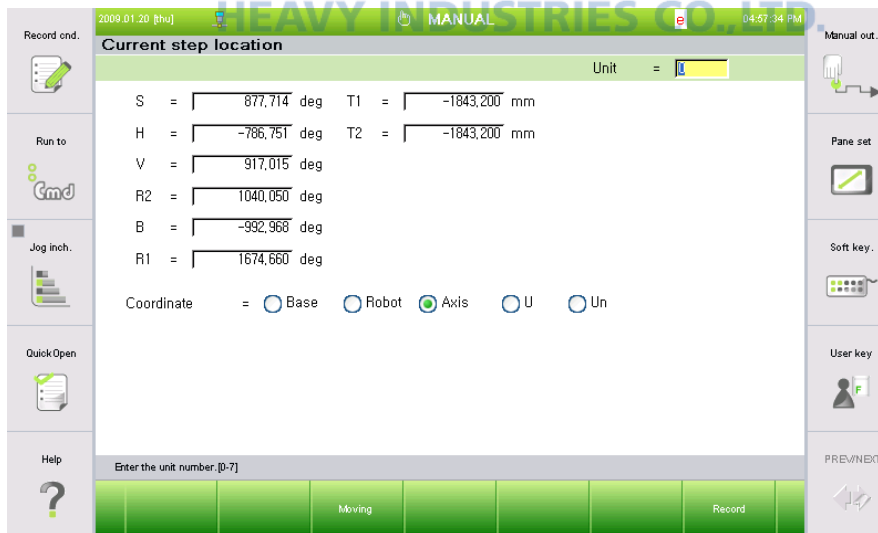 HEAVY INDUSTRIES CO.,LTD.
2009.01.20 [thu] MANUAL e 04:57:34 PM
Record cnd.
Manual out.
Current step location
Unit = 0
S = 877,714 deg T1 = -1843,200 mm
H = -786,751 deg T2 = -1843,200 mm
Run to
Cmd
Pane set
V = 917,015 deg
R2 = 1040,050 deg
B = -992,968 deg
Jog inch.
Soft key.
R1 = 1674,660 deg
Coordinate = Base Robot Axis U Un
QuickOpen
User key
F
Help
PREV/NEXT
Enter the unit number.[0-7]
Moving Record